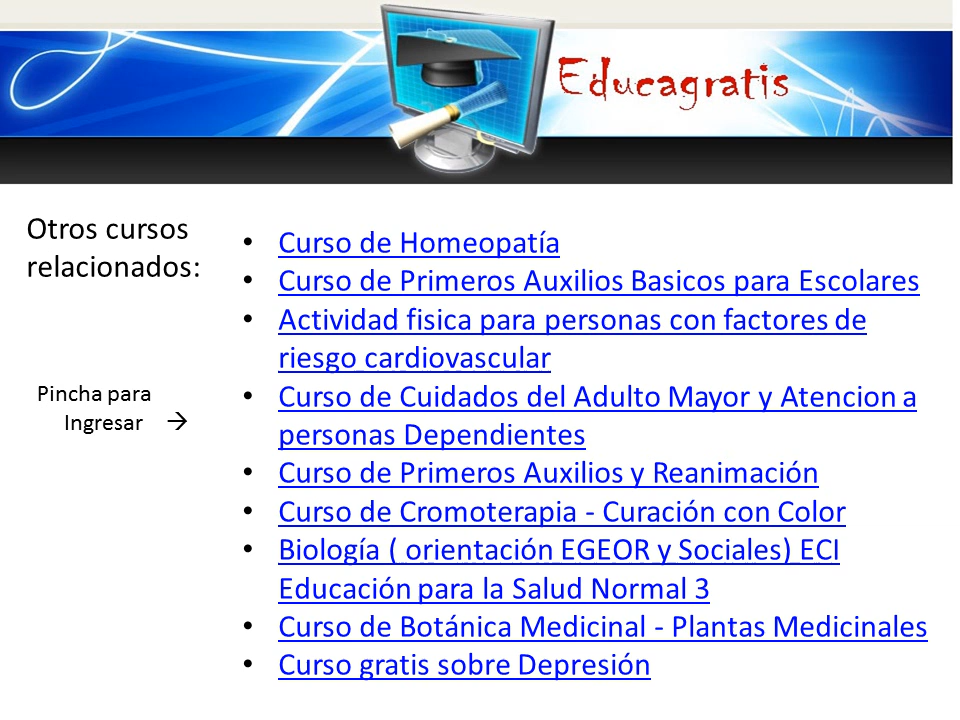 Educagratis
Otros cursos
relacionados:
Pincha para
Ingresar →
• Curso de Homeopatía
• Curso de Primeros Auxilios Basicos para Escolares
• Actividad fisica para personas con factores de
riesgo cardiovascular
• Curso de Cuidados del Adulto Mayor y Atencion a
personas Dependientes
• Curso de Primeros Auxilios y Reanimación
• Curso de Cromoterapia - Curación con Color
• Biología ( orientación EGEOR y Sociales) ECI
Educación para la Salud Normal 3
• Curso de Botánica Medicinal - Plantas Medicinales
• Curso gratis sobre Depresión